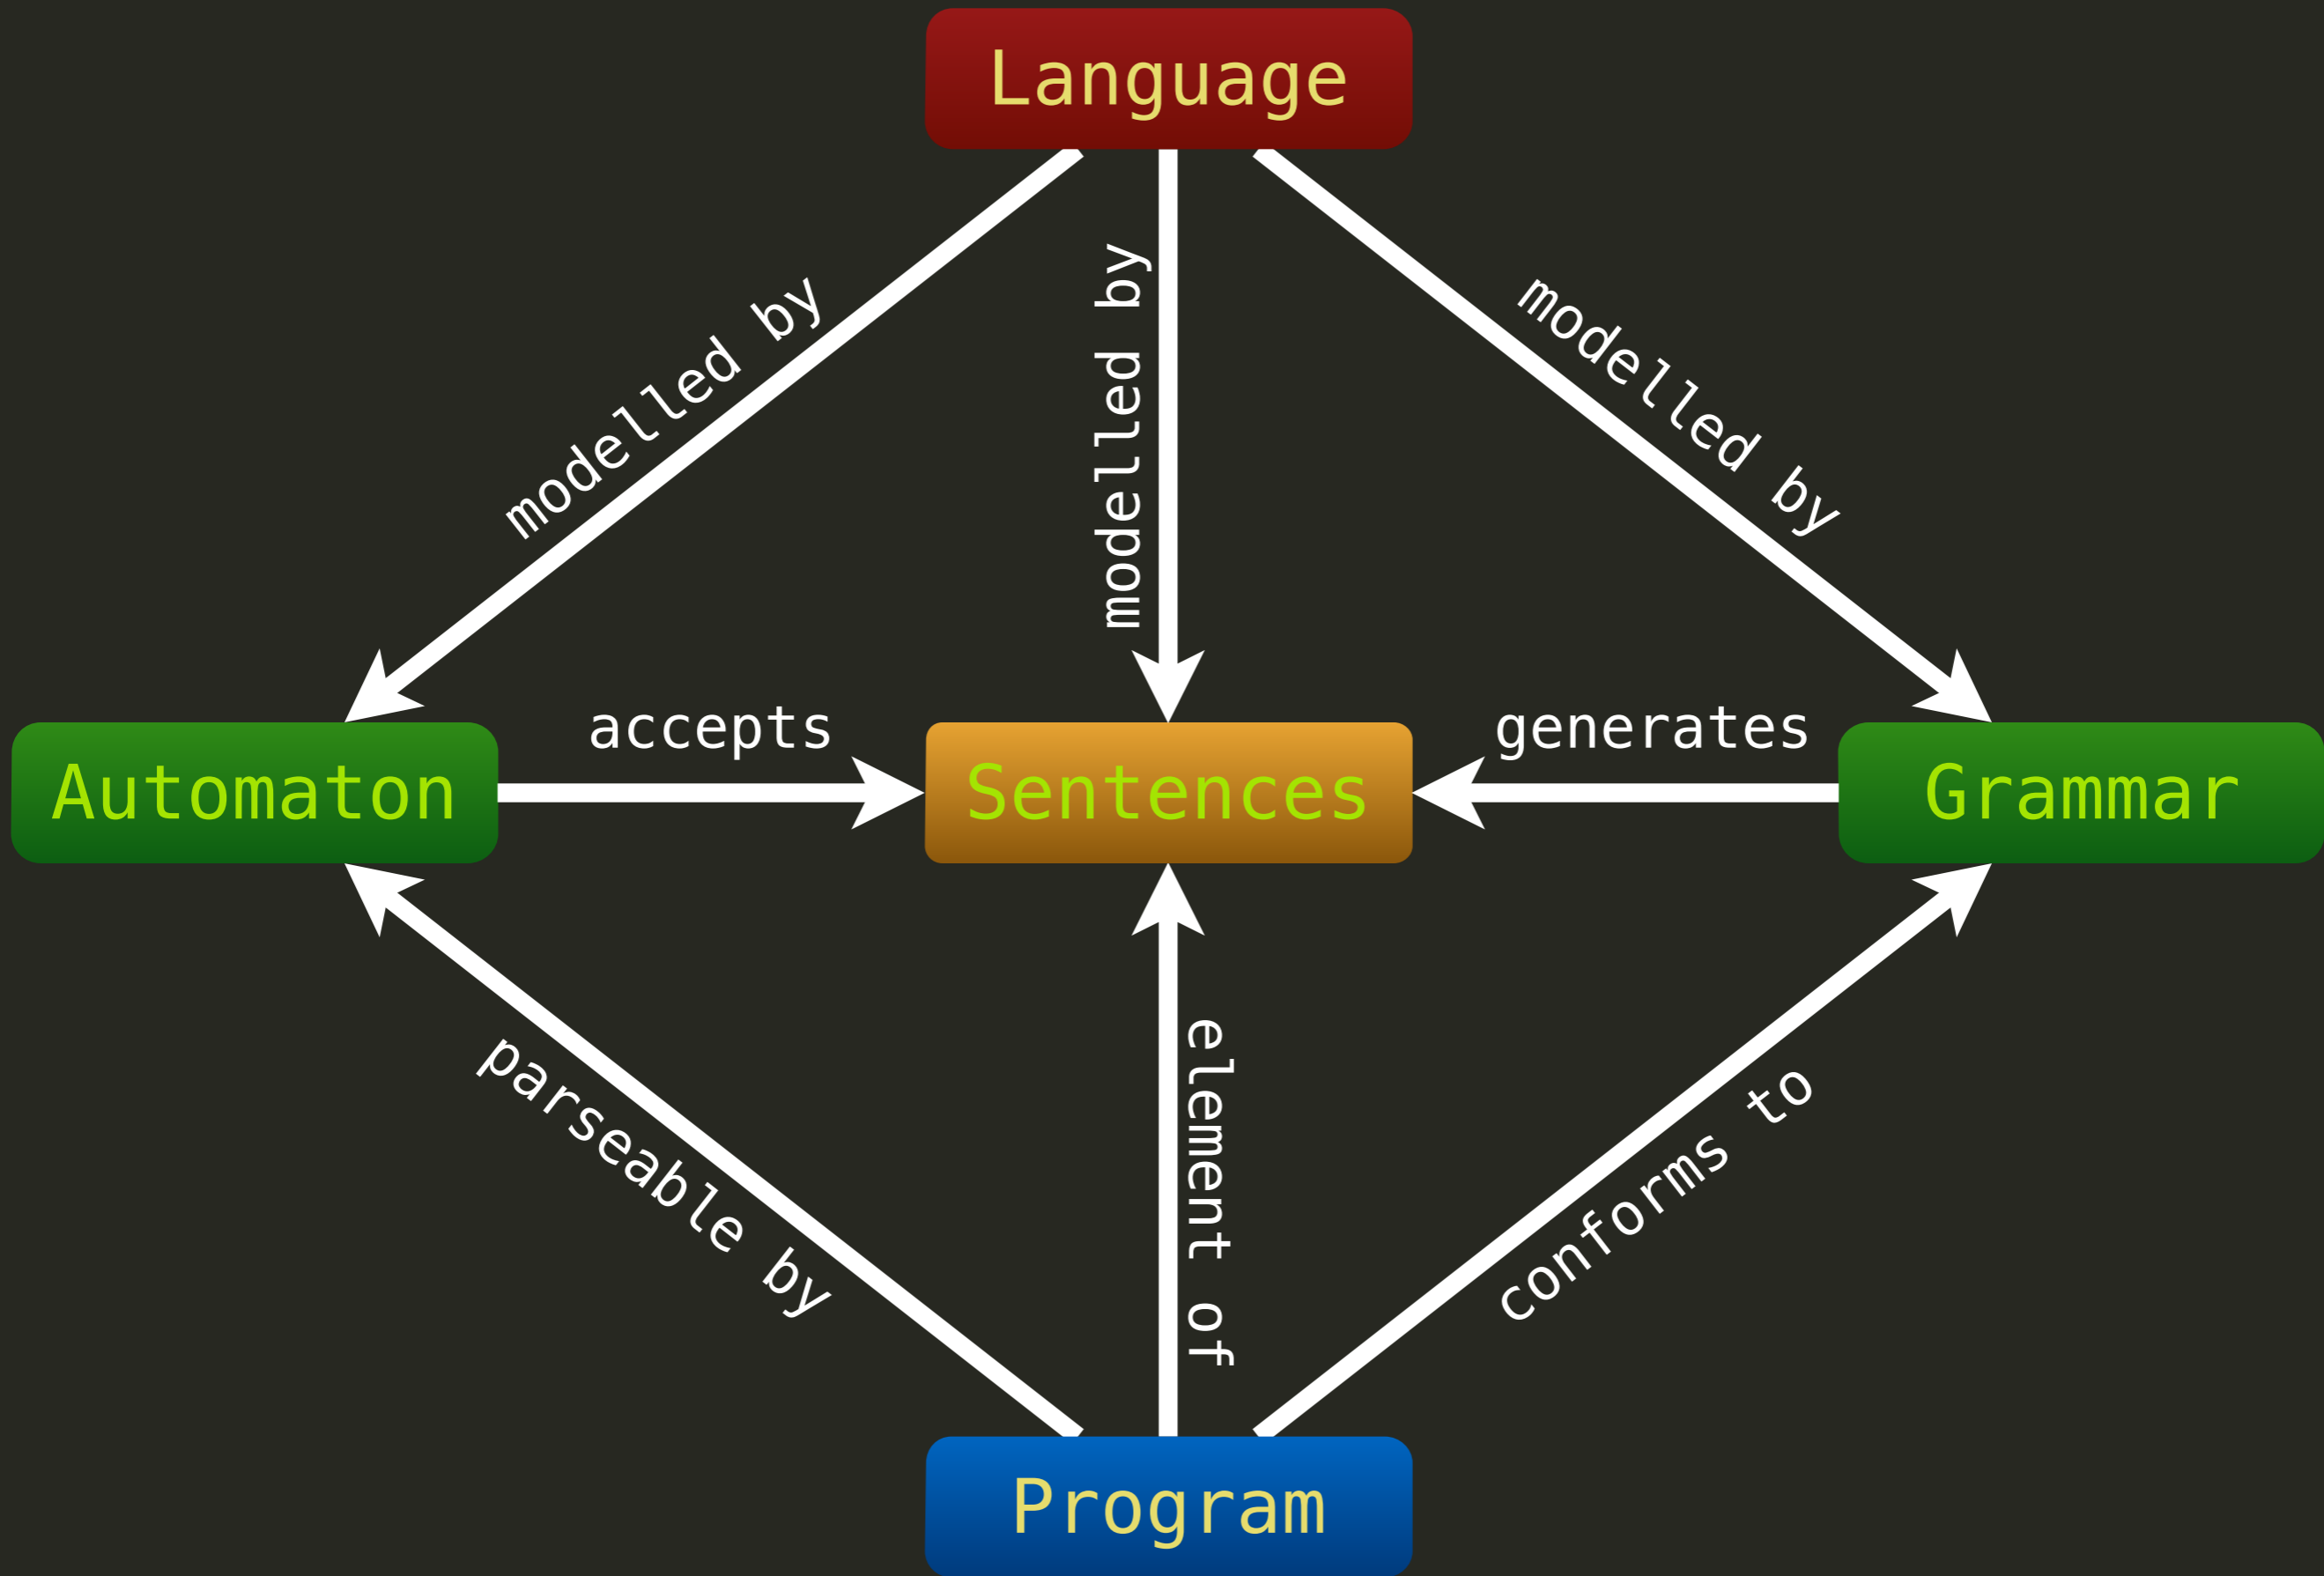 Language
modelled by
modelled by
modelled by
accepts
generates
Automaton
Sentences
Grammar
parseable by
element of
conforms to
Program